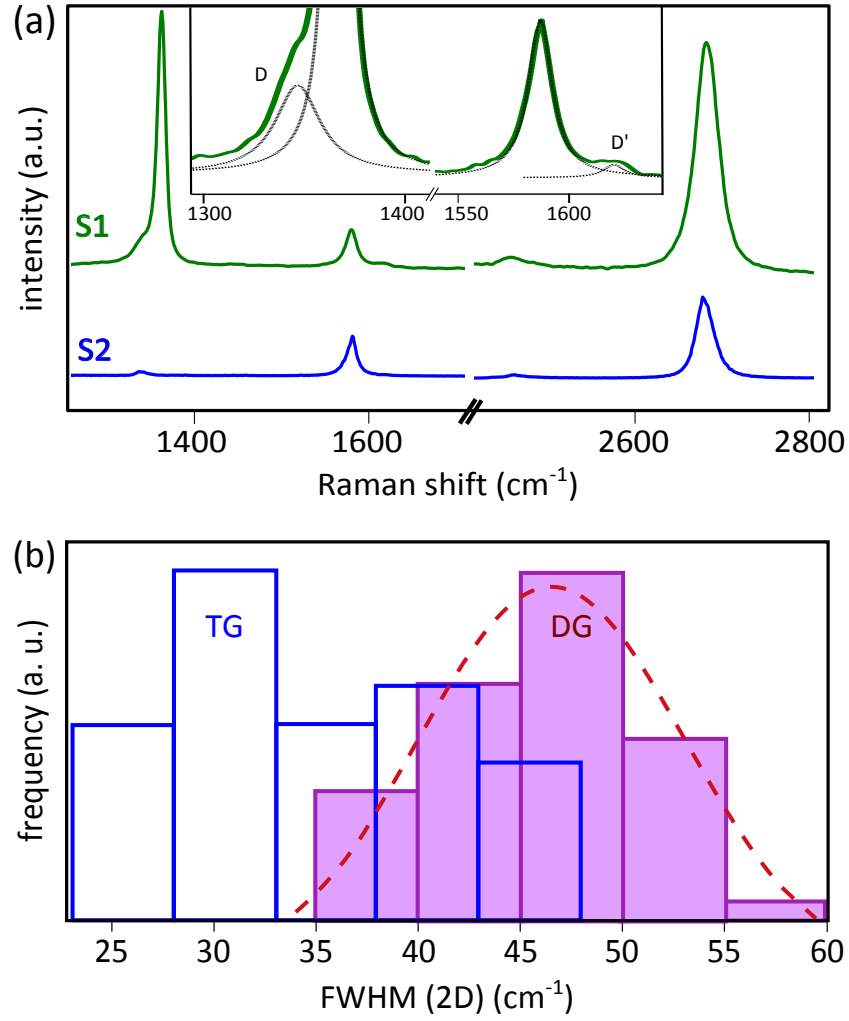 (a)
intensity (a.u.)
D
D'
1300 1400 1550 1600
S1
S2
1400 1600 2600 2800
Raman shift (cm-1)
(b)
frequency (a. u.)
TG DG
25 30 35 40 45 50 55 60
FWHM (2D) (cm-1)